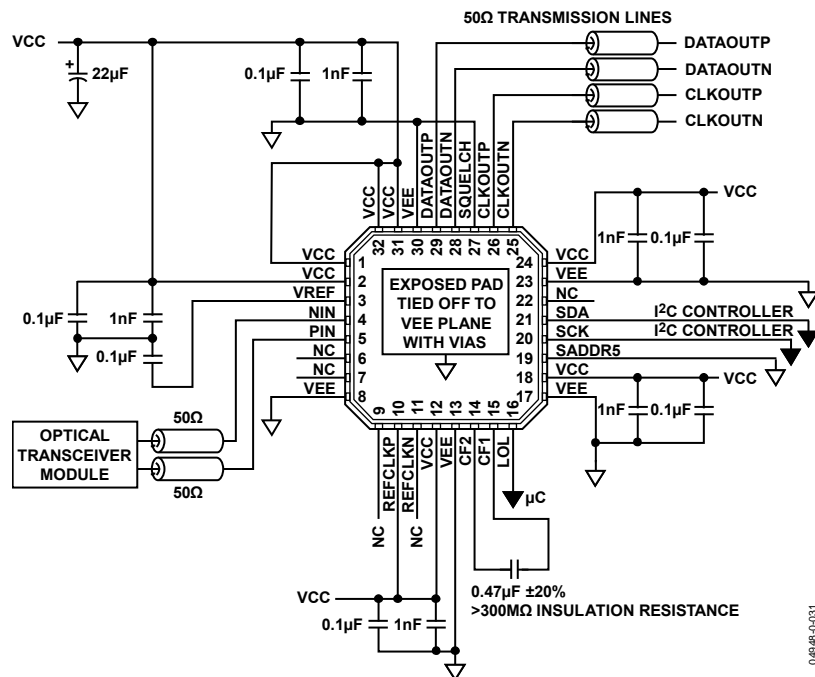 50Ω TRANSMISSION LINES
VCC
+
22µF
0.1µF
1nF
DATAOUTP
DATAOUTN
CLKOUTP
CLKOUTN
VCC
VCC
VEE
DATAOUTP
DATAOUTN
SQUELCH
CLKOUTP
CLKOUTN
32
31
30
29
28
27
26
25
VCC
1
VCC
2
VREF
3
NIN
4
PIN
5
NC
6
NC
7
VEE
8
0.1µF
1nF
0.1µF
EXPOSED PAD
TIED OFF TO
VEE PLANE
WITH VIAS
24
VCC
23
VEE
22
NC
21
SDA
I²C CONTROLLER
20
SCK
I²C CONTROLLER
19
SADDR5
18
VCC
17
VEE
VCC
1nF
0.1µF
VCC
1nF
0.1µF
OPTICAL
TRANSCEIVER
MODULE
50Ω
50Ω
9
10
11
12
13
14
15
16
NC
REFCLKP
REFCLKN
NC
VCC
VEE
CF2
CF1
LOL
µC
VCC
0.1µF
1nF
0.47µF ±20%
>300MΩ INSULATION RESISTANCE
04948-0-031